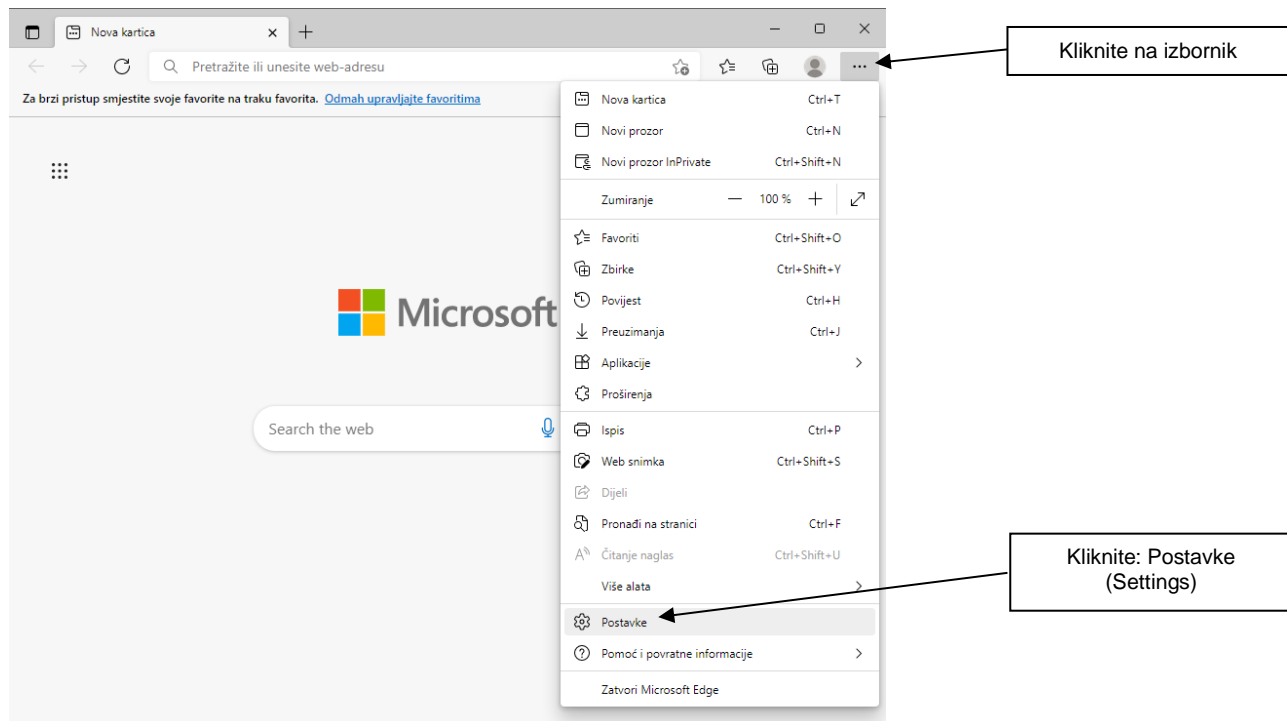 Nova kartica
Kliknite na izbornik
Pretražite ili unesite web-adresu
Za brzi pristup smjestite svoje favorite na traku favorita. Odmah upravljajte favoritima
Nova kartica Ctrl+T
Novi prozor Ctrl+N
Novi prozor InPrivate Ctrl+Shift+N
Zumiranje — 100 % +
Favoriti Ctrl+Shift+O
Zbirke Ctrl+Shift+Y
Povijest Ctrl+H
Microsoft
Preuzimanja Ctrl+J
Aplikacije
Proširenja
Search the web
Ispis Ctrl+P
Web snimka Ctrl+Shift+S
Dijeli
Pronađi na stranici Ctrl+F
Čitanje naglas Ctrl+Shift+U
Više alata
Kliknite: Postavke
(Settings)
Postavke
Pomoć i povratne informacije
Zatvori Microsoft Edge